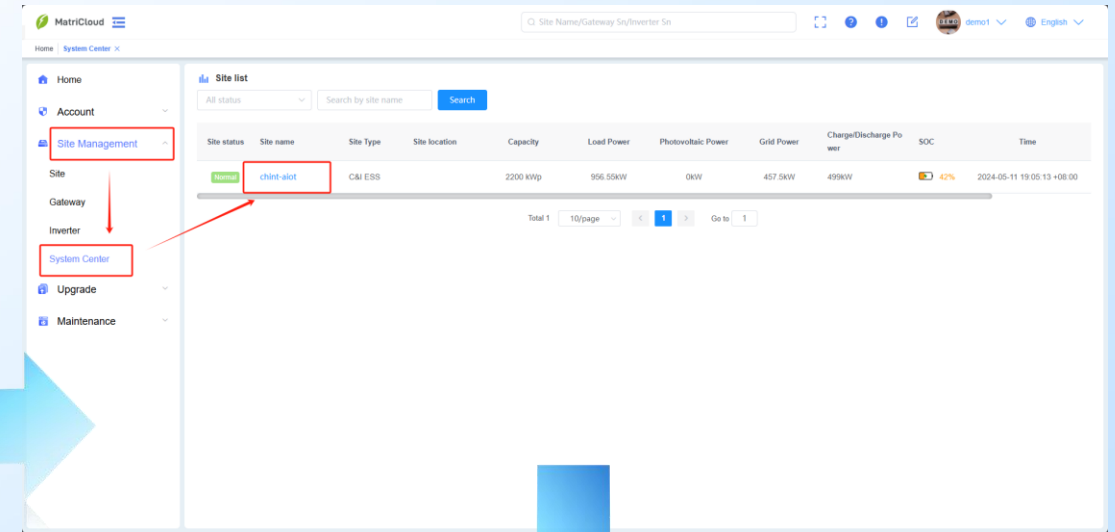 MatriCloud
Site Name/Gateway Sn/Inverter Sn
demo1
English
Home
System Center ×
Home
Account
Site Management
Site
Gateway
Inverter
System Center
Upgrade
Maintenance
Site list
All status
Search by site name
Search
Site status Site name Site Type Site location Capacity Load Power Photovoltaic Power Grid Power Charge/Discharge Po
wer
SOC Time
Normal chint-aiot C&I ESS 2200 kWp 956.55kW 0kW 457.5kW 499kW 42% 2024-05-11 19:05:13 +08:00
Total 1 10/page < 1 > Go to 1